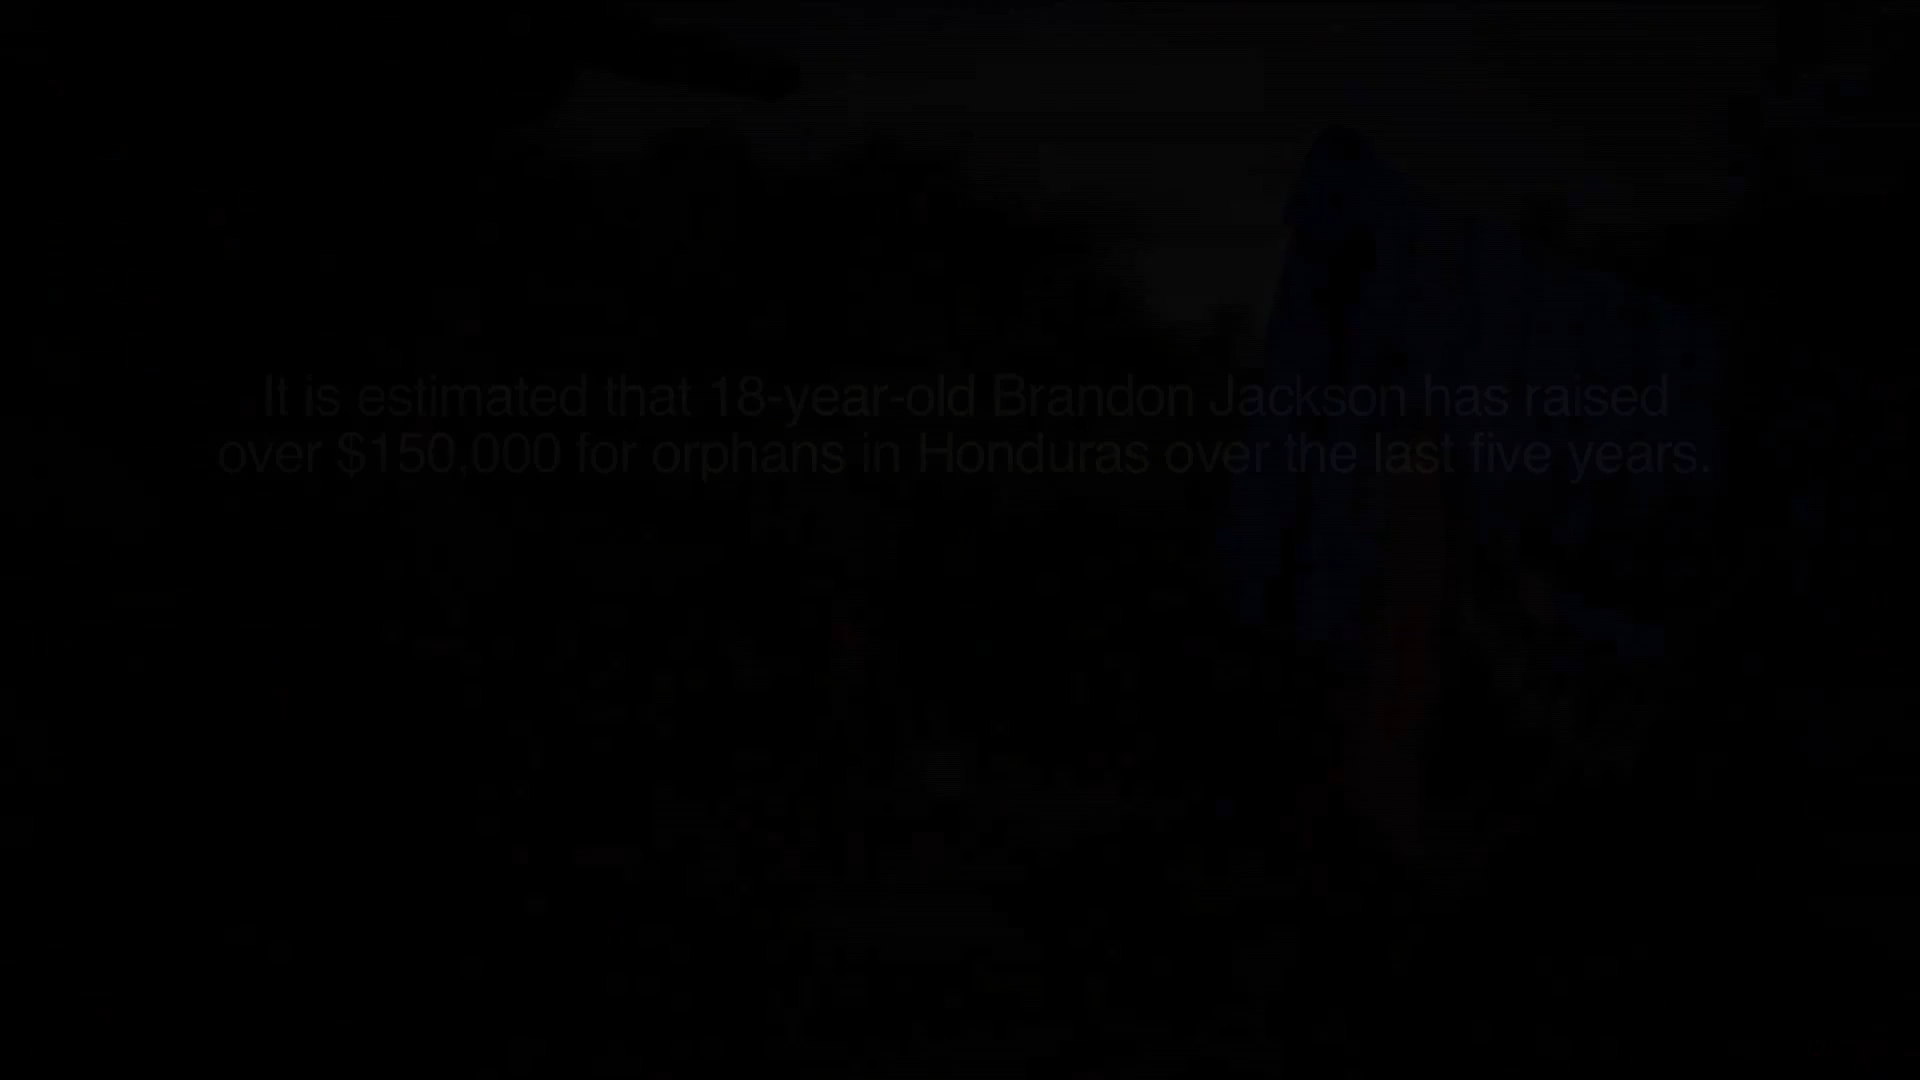 It is estimated that 18-year-old Brandon Jackson has raised
over $150,000 for orphans in Honduras over the last five years.